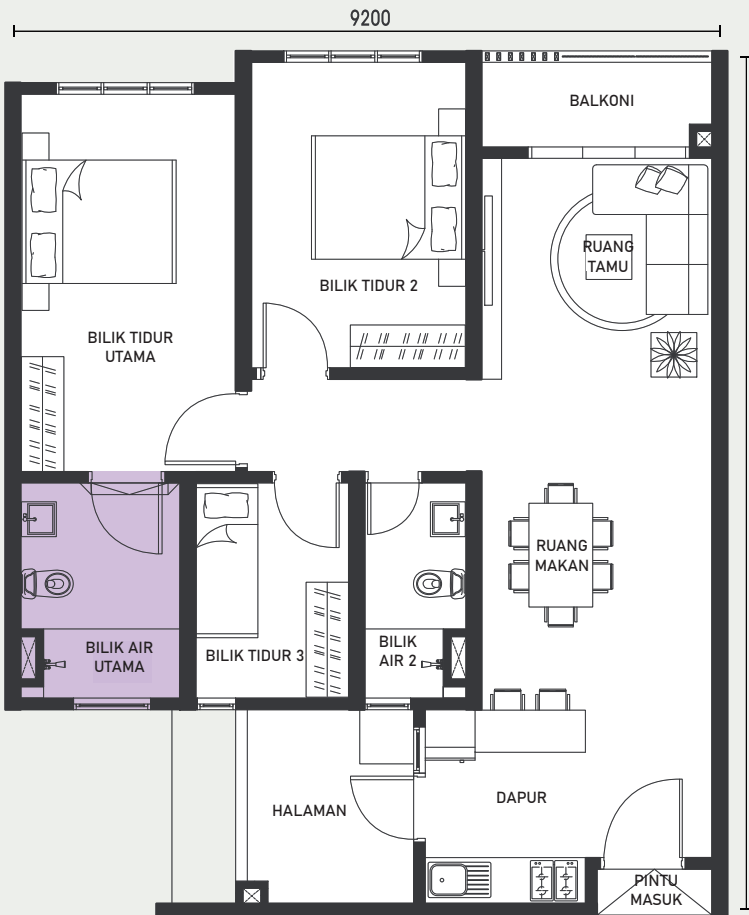 9200
BALKONI
RUANG
TAMU
BILIK TIDUR 2
BILIK TIDUR
UTAMA
RUANG
MAKAN
BILIK AIR
UTAMA
BILIK TIDUR 3
BILIK
AIR 2
DAPUR
HALAMAN
PINTU
MASUK